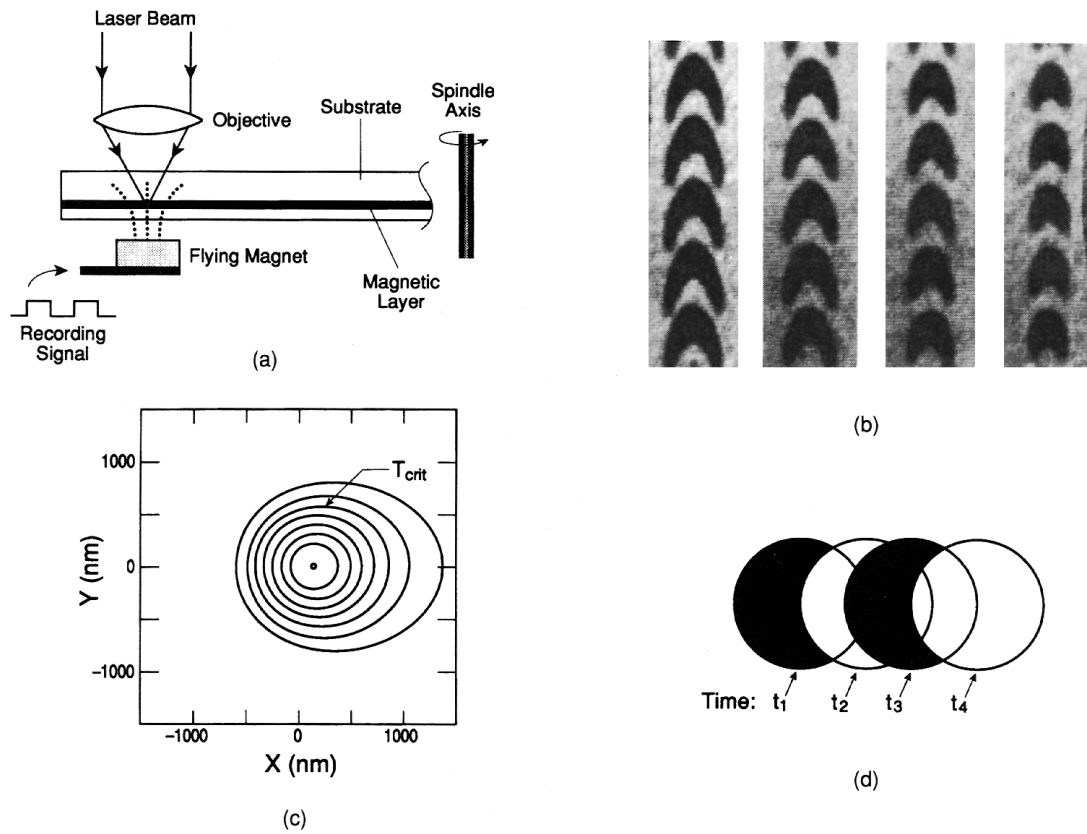 Laser Beam
Objective
Substrate
Spindle
Axis
Flying Magnet
Magnetic
Layer
Recording
Signal
(a)
(b)
1000
0
-1000
Y (nm)
T_crit
-1000
0
1000
X (nm)
(c)
Time: t₁ t₂ t₃ t₄
(d)